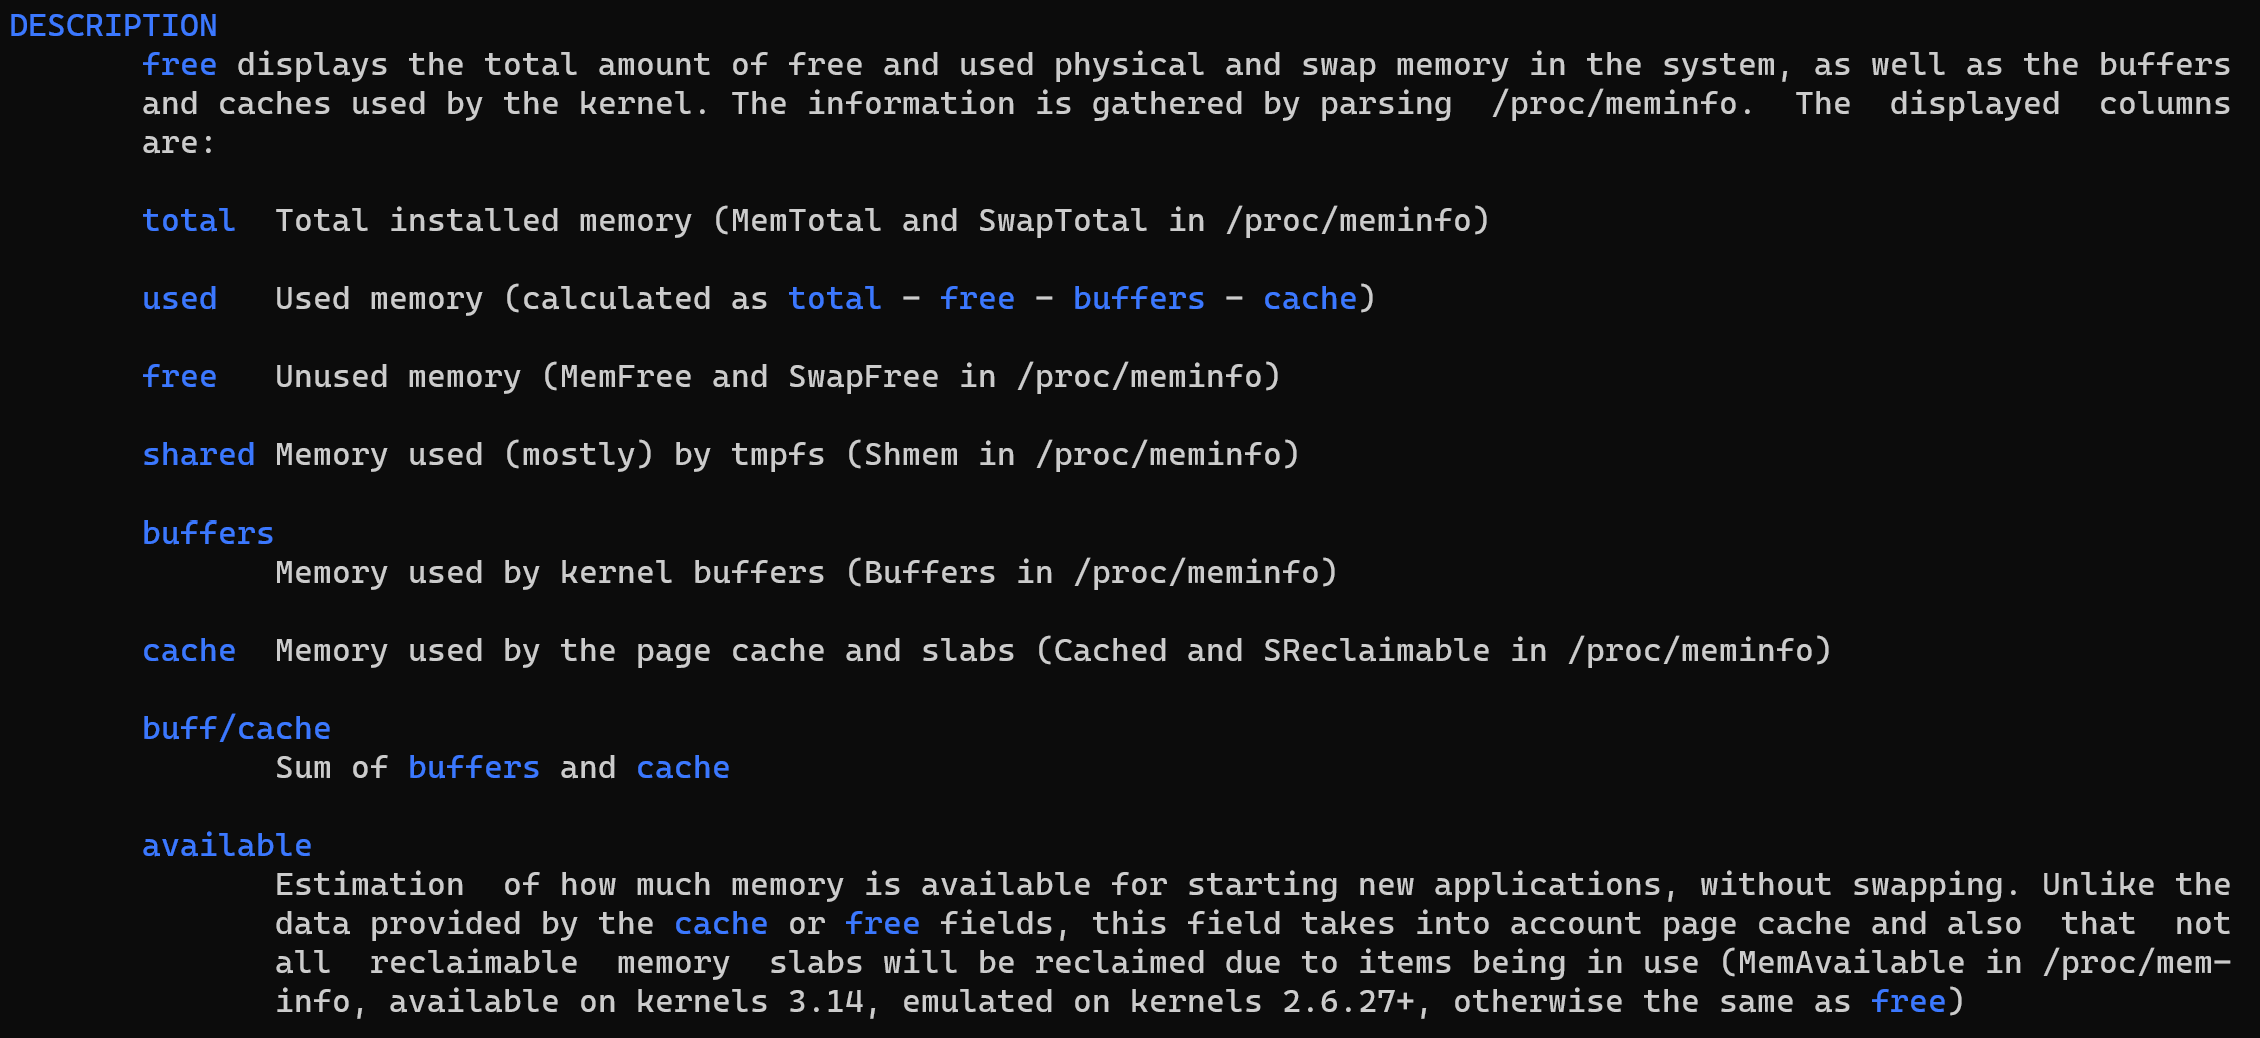 DESCRIPTION
free displays the total amount of free and used physical and swap memory in the system, as well as the buffers
and caches used by the kernel. The information is gathered by parsing  /proc/meminfo.  The  displayed  columns
are:
total  Total installed memory (MemTotal and SwapTotal in /proc/meminfo)
used   Used memory (calculated as total - free - buffers - cache)
free   Unused memory (MemFree and SwapFree in /proc/meminfo)
shared Memory used (mostly) by tmpfs (Shmem in /proc/meminfo)
buffers
Memory used by kernel buffers (Buffers in /proc/meminfo)
cache  Memory used by the page cache and slabs (Cached and SReclaimable in /proc/meminfo)
buff/cache
Sum of buffers and cache
available
Estimation  of how much memory is available for starting new applications, without swapping. Unlike the
data provided by the cache or free fields, this field takes into account page cache and also  that  not
all  reclaimable  memory  slabs will be reclaimed due to items being in use (MemAvailable in /proc/mem-
info, available on kernels 3.14, emulated on kernels 2.6.27+, otherwise the same as free)